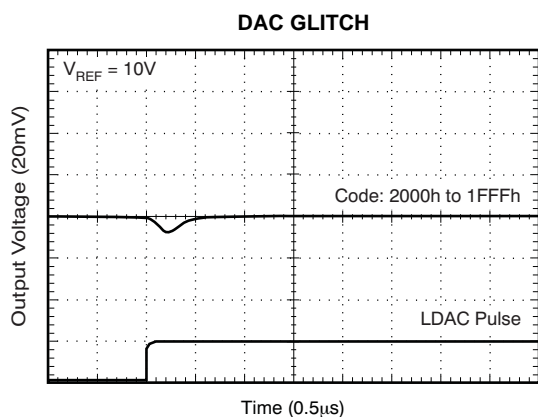 DAC GLITCH
V_REF = 10V
Output Voltage (20mV)
Code: 2000h to 1FFFh
LDAC Pulse
Time (0.5µs)